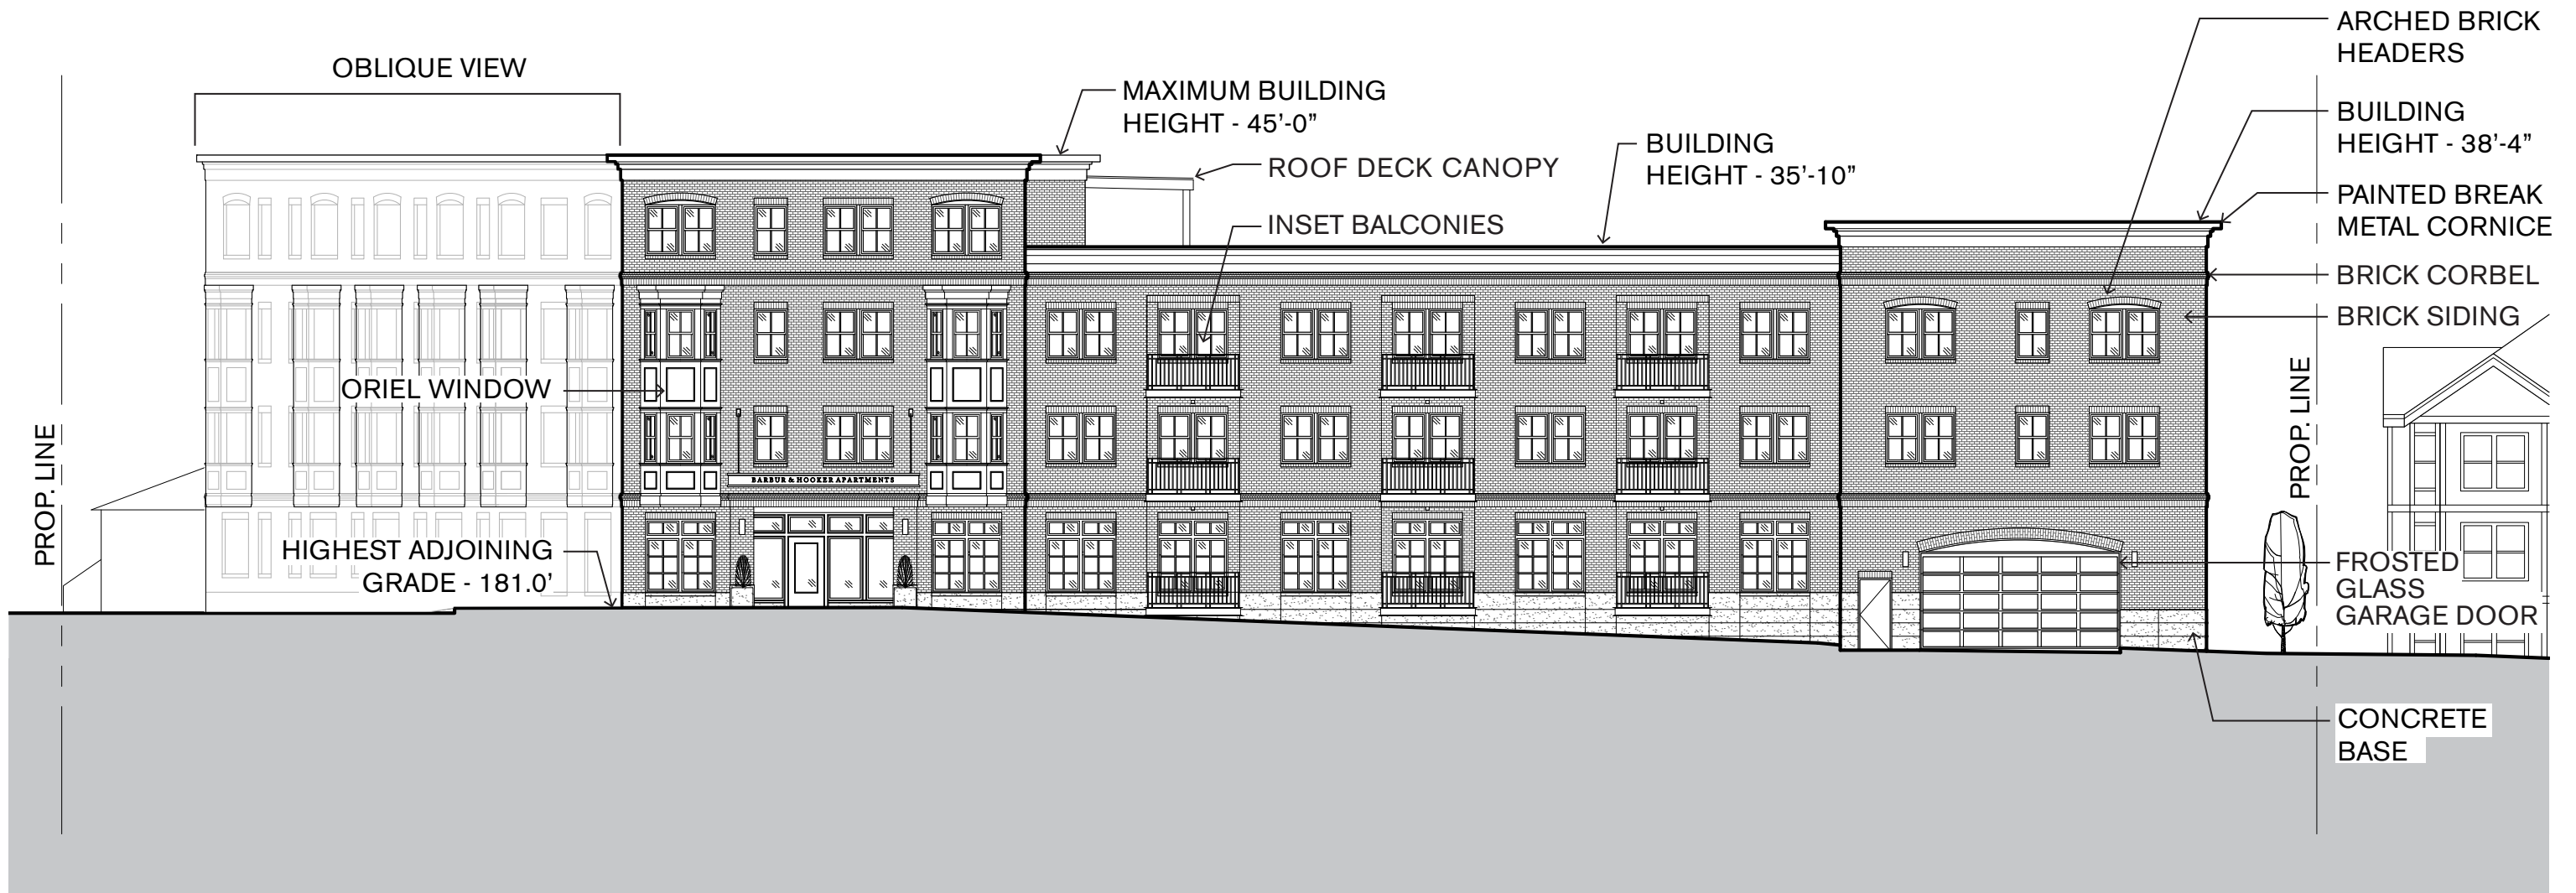 OBLIQUE VIEW
MAXIMUM BUILDING
HEIGHT - 45'-0”
ROOF DECK CANOPY
INSET BALCONIES
BUILDING
HEIGHT - 35'-10”
ARCHED BRICK
HEADERS
BUILDING
HEIGHT - 38'-4”
PAINTED BREAK
METAL CORNICE
BRICK CORBEL
BRICK SIDING
ORIEL WINDOW
BARBUR & HOOKER APARTMENTS
PROP. LINE
PROP. LINE
HIGHEST ADJOINING
GRADE - 181.0'
FROSTED
GLASS
GARAGE DOOR
CONCRETE
BASE